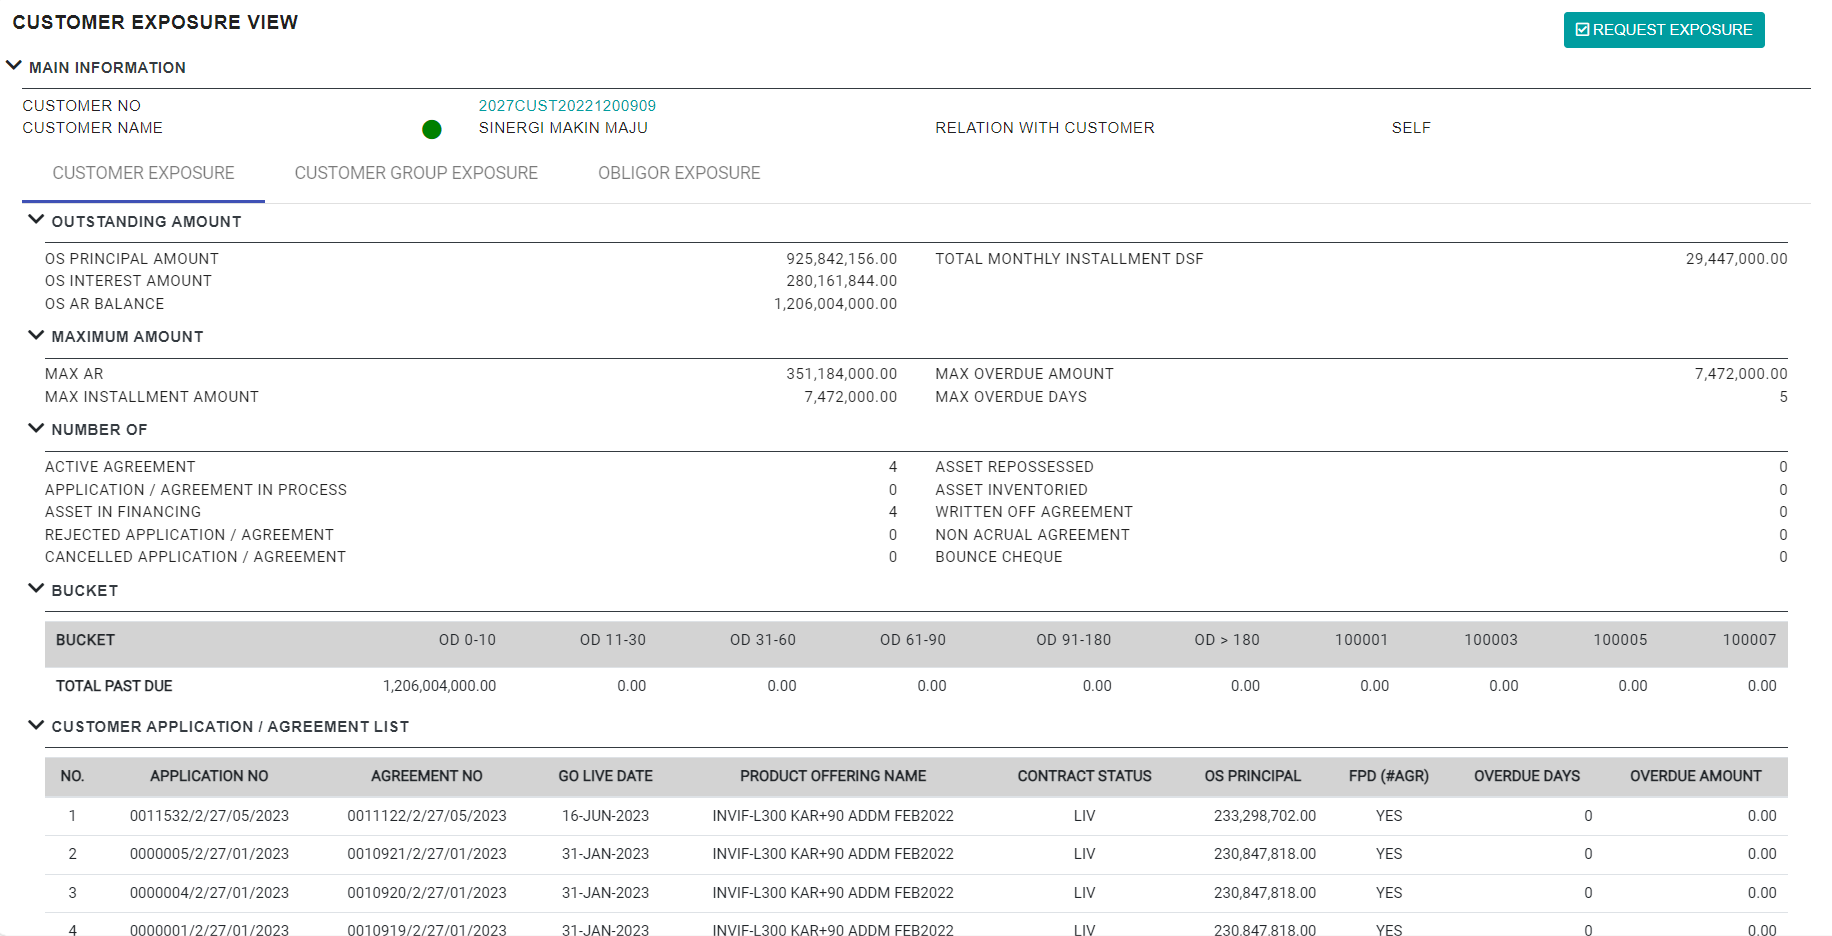 CUSTOMER EXPOSURE VIEW
REQUEST EXPOSURE
MAIN INFORMATION
CUSTOMER NO 2027CUST20221200909
CUSTOMER NAME SINERGI MAKIN MAJU RELATION WITH CUSTOMER SELF
CUSTOMER EXPOSURE CUSTOMER GROUP EXPOSURE OBLIGOR EXPOSURE
OUTSTANDING AMOUNT
OS PRINCIPAL AMOUNT 925,842,156.00 TOTAL MONTHLY INSTALLMENT DSF 29,447,000.00
OS INTEREST AMOUNT 280,161,844.00
OS AR BALANCE 1,206,004,000.00
MAXIMUM AMOUNT
MAX AR 351,184,000.00 MAX OVERDUE AMOUNT 7,472,000.00
MAX INSTALLMENT AMOUNT 7,472,000.00 MAX OVERDUE DAYS 5
NUMBER OF
ACTIVE AGREEMENT 4 ASSET REPOSSESSED 0
APPLICATION / AGREEMENT IN PROCESS 0 ASSET INVENTORIED 0
ASSET IN FINANCING 4 WRITTEN OFF AGREEMENT 0
REJECTED APPLICATION / AGREEMENT 0 NON ACRUAL AGREEMENT 0
CANCELLED APPLICATION / AGREEMENT 0 BOUNCE CHEQUE 0
BUCKET
BUCKET OD 0-10 OD 11-30 OD 31-60 OD 61-90 OD 91-180 OD > 180 100001 100003 100005 100007
TOTAL PAST DUE 1,206,004,000.00 0.00 0.00 0.00 0.00 0.00 0.00 0.00 0.00 0.00
CUSTOMER APPLICATION / AGREEMENT LIST
NO. APPLICATION NO AGREEMENT NO GO LIVE DATE PRODUCT OFFERING NAME CONTRACT STATUS OS PRINCIPAL FPD (#AGR) OVERDUE DAYS OVERDUE AMOUNT
1 0011532/2/27/05/2023 0011122/2/27/05/2023 16-JUN-2023 INVIF-L300 KAR+90 ADDM FEB2022 LIV 233,298,702.00 YES 0 0.00
2 0000005/2/27/01/2023 0010921/2/27/01/2023 31-JAN-2023 INVIF-L300 KAR+90 ADDM FEB2022 LIV 230,847,818.00 YES 0 0.00
3 0000004/2/27/01/2023 0010920/2/27/01/2023 31-JAN-2023 INVIF-L300 KAR+90 ADDM FEB2022 LIV 230,847,818.00 YES 0 0.00
4 0000001/2/27/01/2023 0010919/2/27/01/2023 31-JAN-2023 INVIF-L300 KAR+90 ADDM FEB2022 LIV 230,847,818.00 YES 0 0.00